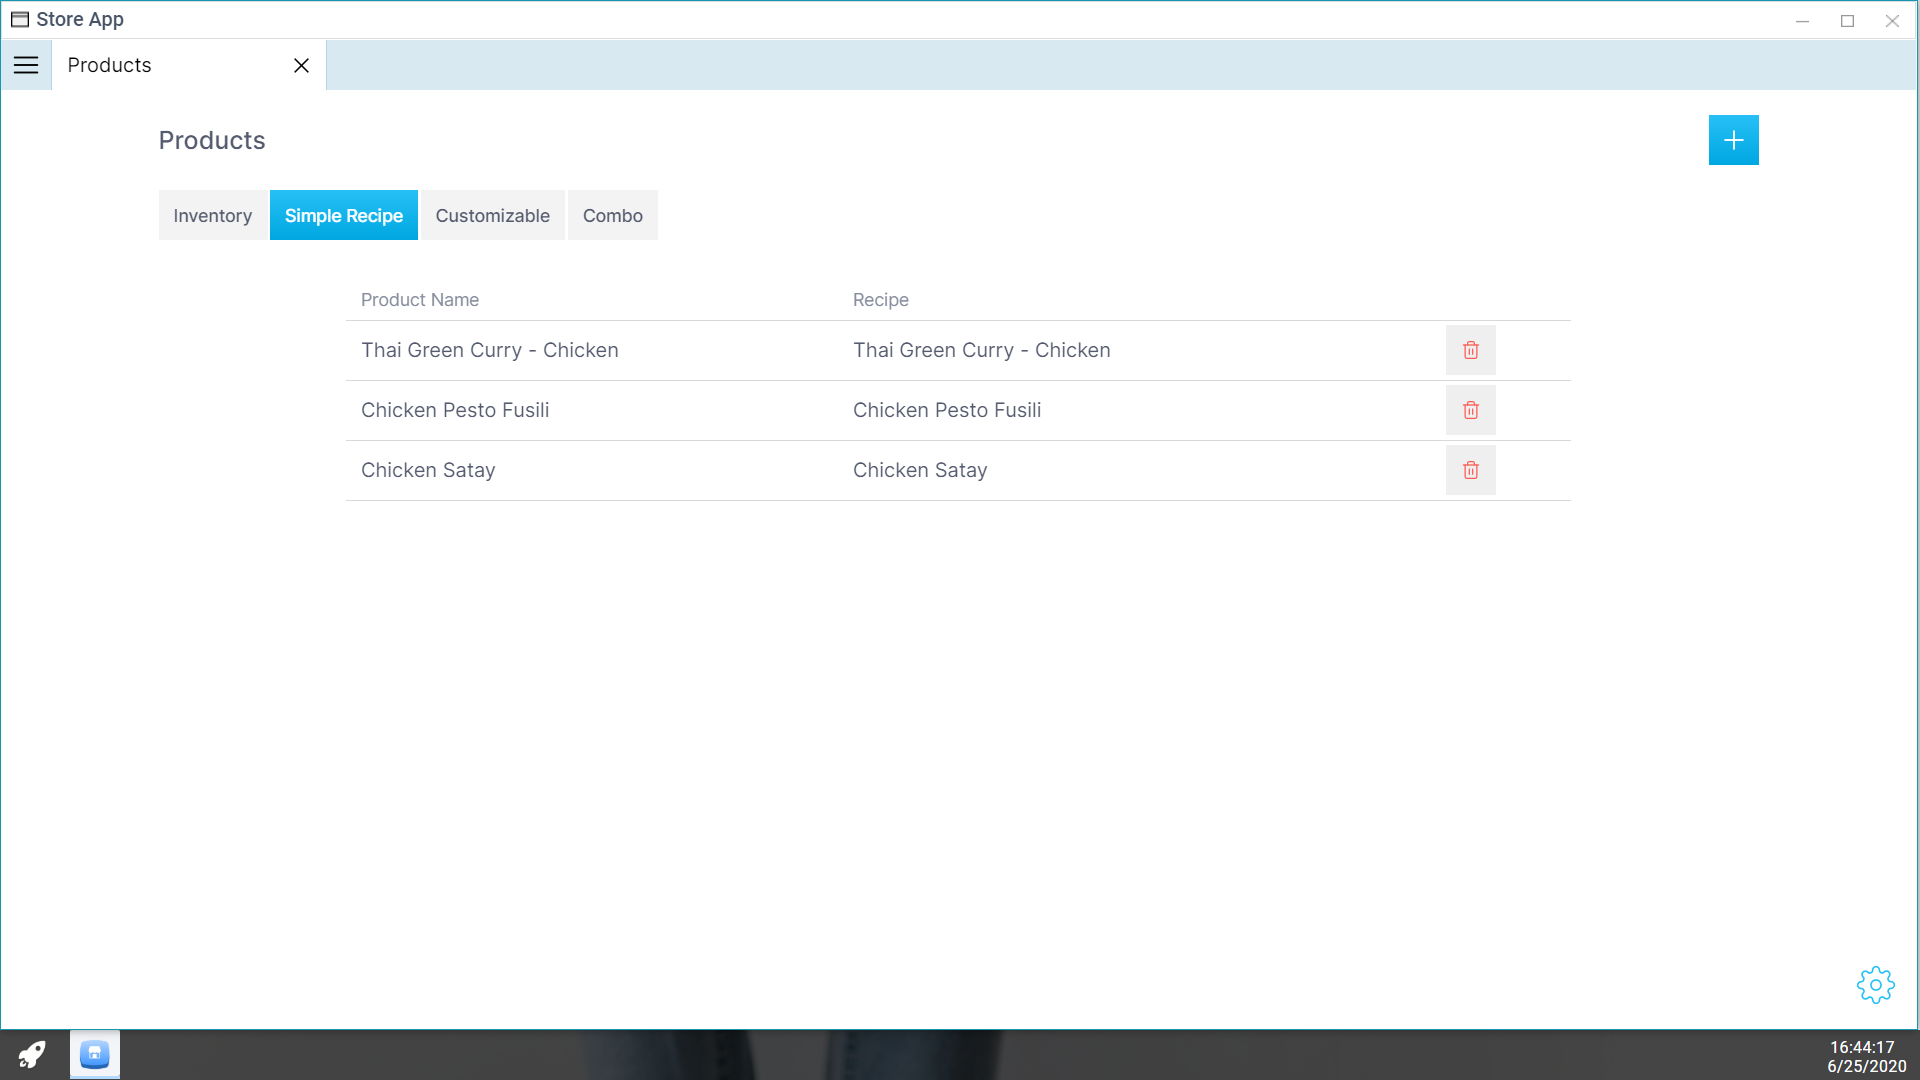 Store App
Products
Products
Inventory Simple Recipe Customizable Combo
Product Name Recipe
Thai Green Curry - Chicken Thai Green Curry - Chicken
Chicken Pesto Fusili Chicken Pesto Fusili
Chicken Satay Chicken Satay
16:44:17
6/25/2020